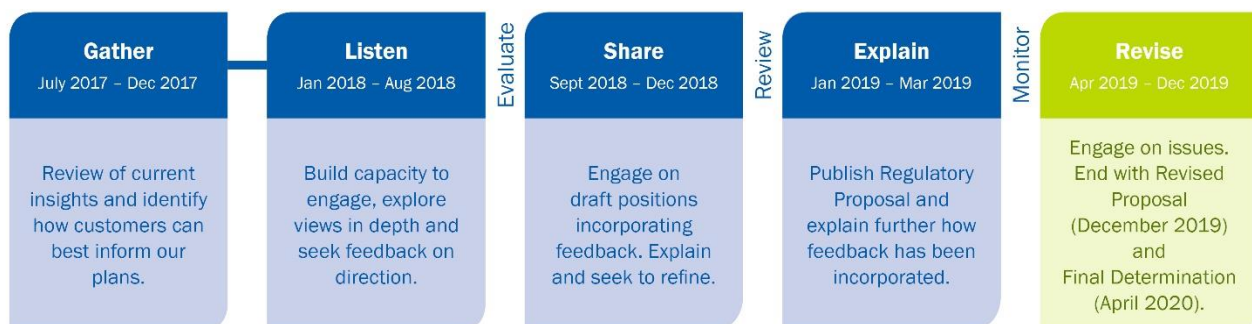 Gather
July 2017 – Dec 2017
Review of current
insights and identify
how customers can
best inform our
plans.
Listen
Jan 2018 – Aug 2018
Build capacity to
engage, explore
views in depth and
seek feedback on
direction.
Evaluate
Share
Sept 2018 – Dec 2018
Engage on
draft positions
incorporating
feedback. Explain
and seek to refine.
Review
Explain
Jan 2019 – Mar 2019
Publish Regulatory
Proposal and
explain further how
feedback has been
incorporated.
Monitor
Revise
Apr 2019 – Dec 2019
Engage on issues.
End with Revised
Proposal
(December 2019)
and
Final Determination
(April 2020).